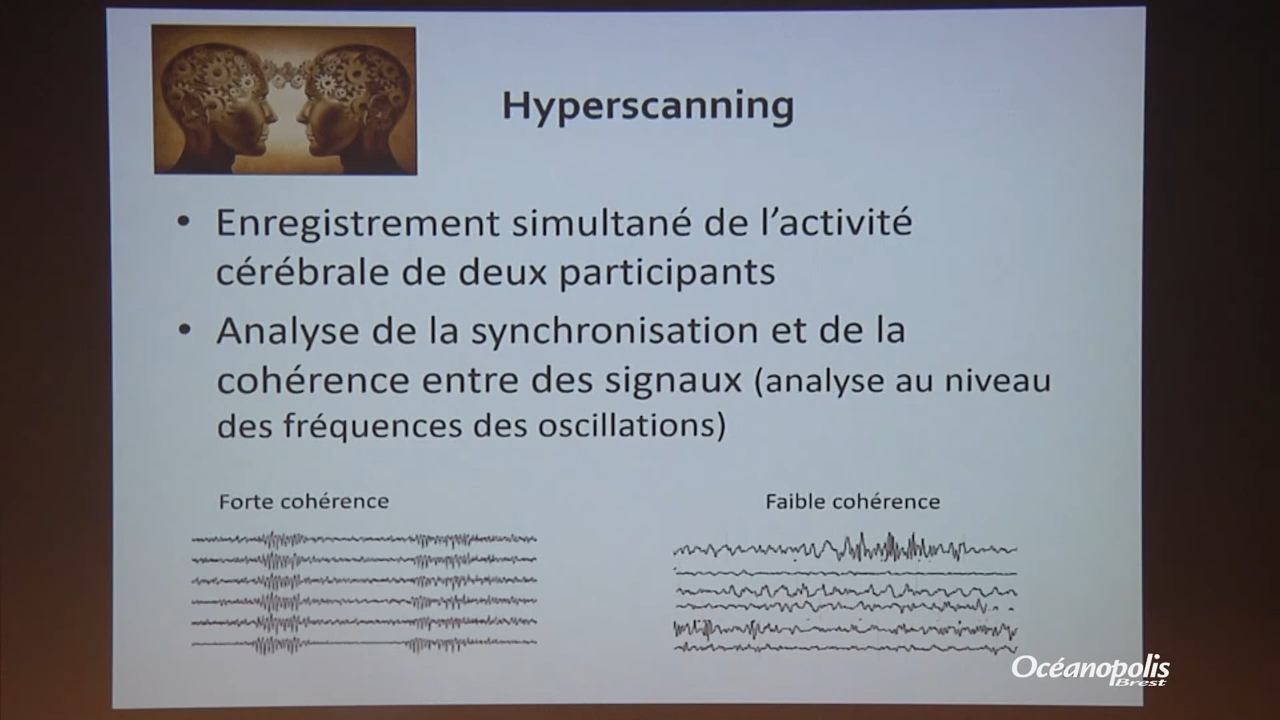 Hyperscanning
• Enregistrement simultané de l’activité
cérébrale de deux participants
• Analyse de la synchronisation et de la
cohérence entre des signaux (analyse au niveau
des fréquences des oscillations)
Forte cohérence
Faible cohérence
Océanopolis
Brest